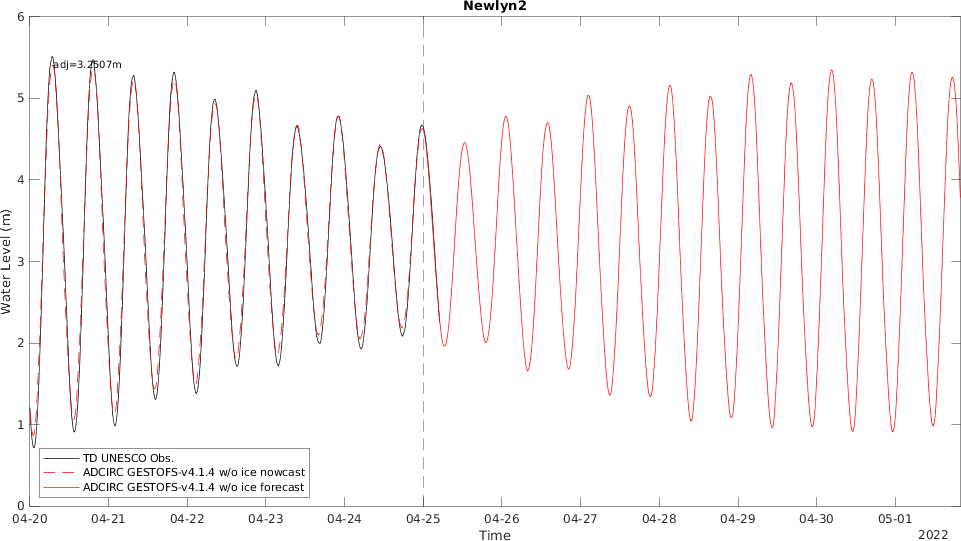 Newlyn2
6
adj=3.2507m
5
4
3
2
1
0
Water Level (m)
TD UNESCO Obs.
ADCIRC GESTOFS-v4.1.4 w/o ice nowcast
ADCIRC GESTOFS-v4.1.4 w/o ice forecast
04-20 04-21 04-22 04-23 04-24 04-25 04-26 04-27 04-28 04-29 04-30 05-01
Time
2022